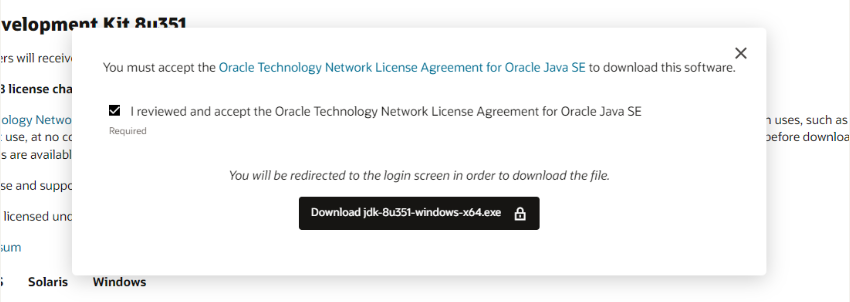 velopment Kit 8u351
You must accept the Oracle Technology Network License Agreement for Oracle Java SE to download this software.
ers will receive
I reviewed and accept the Oracle Technology Network License Agreement for Oracle Java SE
Required
license cha
ology Netwo
n uses, such as
t use, at no co
before downloa
s are availabl
You will be redirected to the login screen in order to download the file.
se and suppo
Download jdk-8u351-windows-x64.exe
licensed und
sum
Solaris Windows